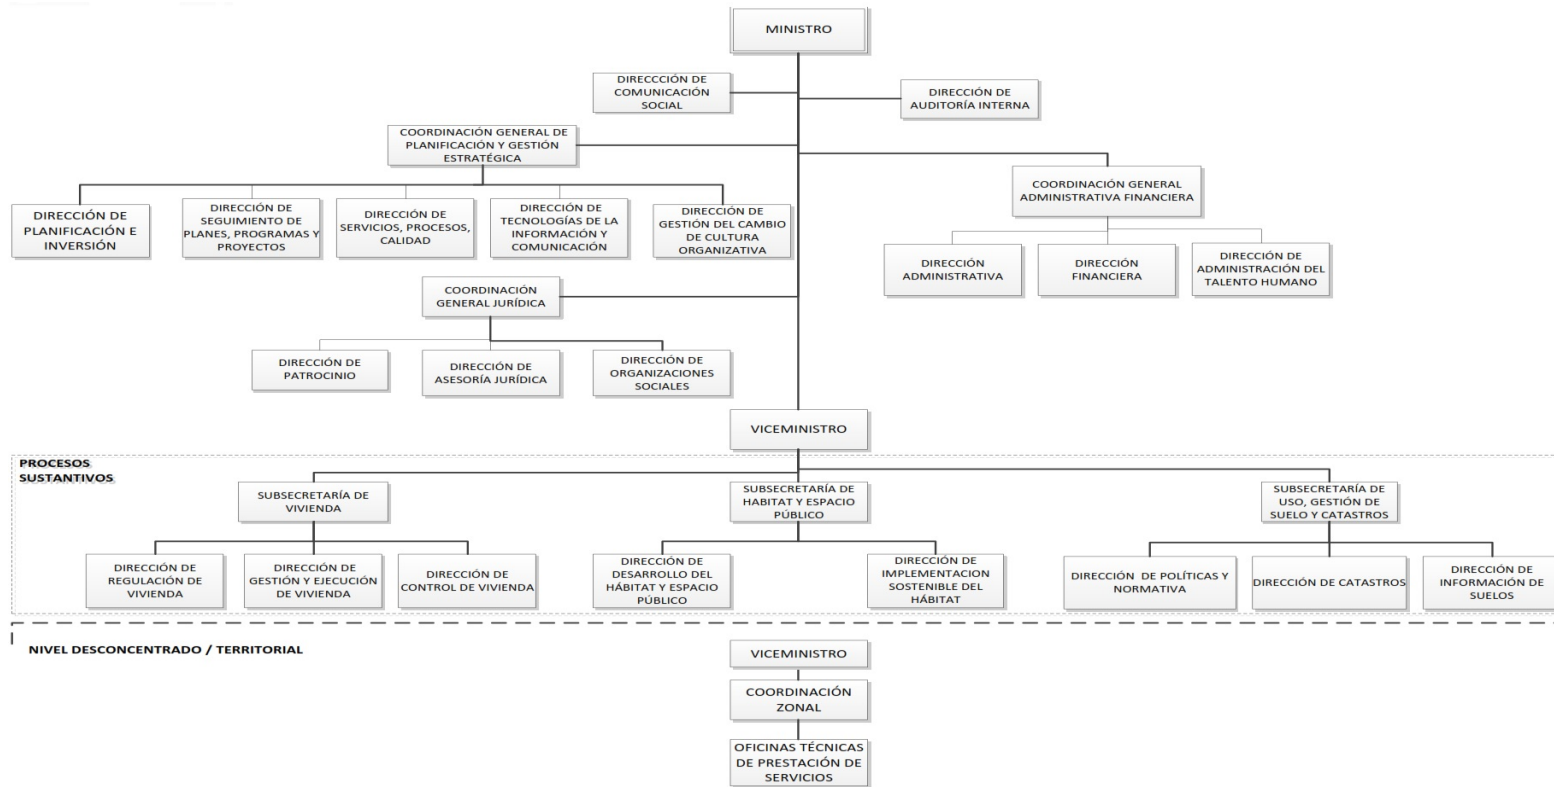 MINISTRO
DIRECCCIÓN DE
COMUNICACIÓN
SOCIAL
DIRECCIÓN DE
AUDITORÍA INTERNA
COORDINACIÓN GENERAL DE
PLANIFICACIÓN Y GESTIÓN
ESTRATÉGICA
COORDINACIÓN GENERAL
ADMINISTRATIVA FINANCIERA
DIRECCIÓN DE
PLANIFICACIÓN E
INVERSIÓN
DIRECCIÓN DE
SEGUIMIENTO DE
PLANES, PROGRAMAS Y
PROYECTOS
DIRECCIÓN DE
SERVICIOS, PROCESOS,
CALIDAD
DIRECCIÓN DE
TECNOLOGÍAS DE LA
INFORMACIÓN Y
COMUNICACIÓN
DIRECCIÓN DE
GESTIÓN DEL CAMBIO
DE CULTURA
ORGANIZATIVA
DIRECCIÓN
ADMINISTRATIVA
DIRECCIÓN
FINANCIERA
DIRECCIÓN DE
ADMINISTRACIÓN DEL
TALENTO HUMANO
COORDINACIÓN
GENERAL JURÍDICA
DIRECCIÓN DE
PATROCINIO
DIRECCIÓN DE
ASESORÍA JURÍDICA
DIRECCIÓN DE
ORGANIZACIONES
SOCIALES
VICEMINISTRO
PROCESOS
SUSTANTIVOS
SUBSECRETARÍA DE
VIVIENDA
SUBSECRETARÍA DE
HABITAT Y ESPACIO
PÚBLICO
SUBSECRETARÍA DE
USO, GESTIÓN DE
SUELO Y CATASTROS
DIRECCIÓN DE
REGULACIÓN DE
VIVIENDA
DIRECCIÓN DE
GESTIÓN Y EJECUCIÓN
DE VIVIENDA
DIRECCIÓN DE
CONTROL DE VIVIENDA
DIRECCIÓN DE
DESARROLLO DEL
HÁBITAT Y ESPACIO
PÚBLICO
DIRECCIÓN DE
IMPLEMENTACION
SOSTENIBLE DEL
HÁBITAT
DIRECCIÓN DE POLÍTICAS Y
NORMATIVA
DIRECCIÓN DE CATASTROS
DIRECCIÓN DE
INFORMACIÓN DE
SUELOS
NIVEL DESCONCENTRADO / TERRITORIAL
VICEMINISTRO
COORDINACIÓN
ZONAL
OFICINAS TÉCNICAS
DE PRESTACIÓN DE
SERVICIOS